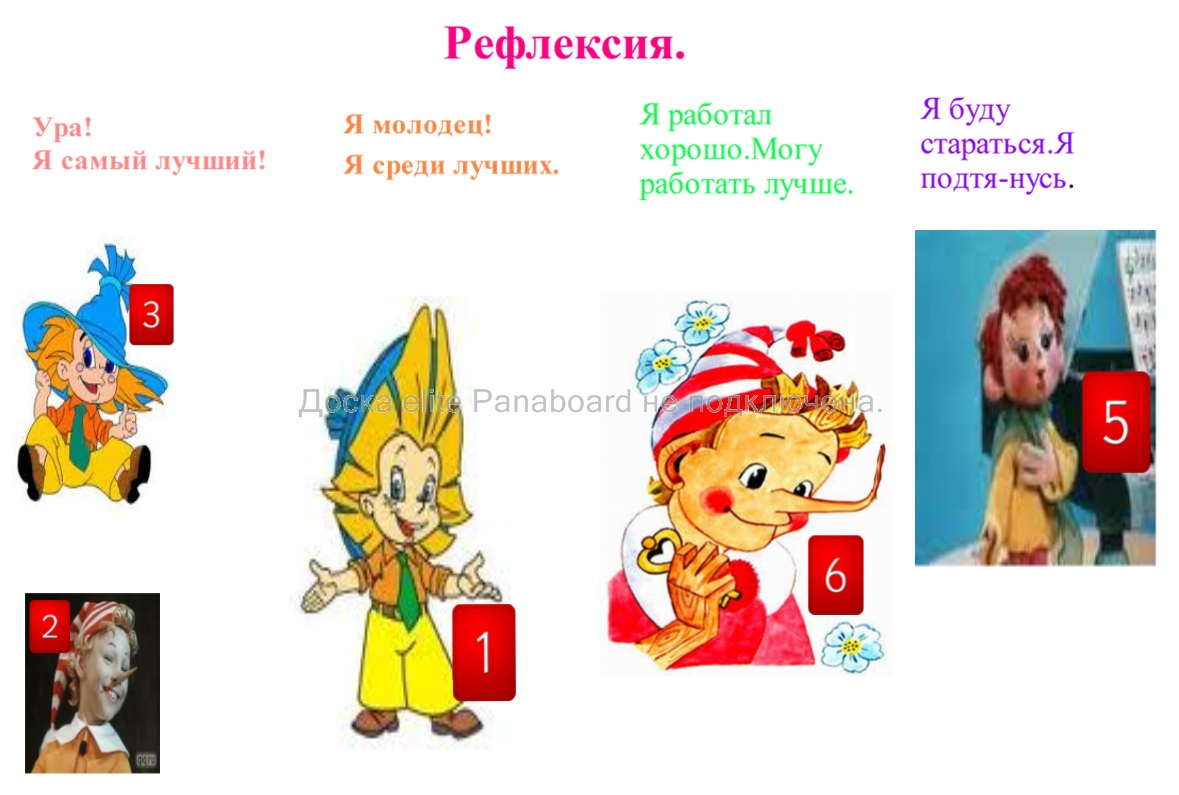 Рефлексия.
Ура!
Я самый лучший!
Я молодец!
Я среди лучших.
Я работал
хорошо.Могу
работать лучше.
Я буду
стараться.Я
подтя-нусь.
3
Доска elite Panaboard не подключена.
5
6
2
1